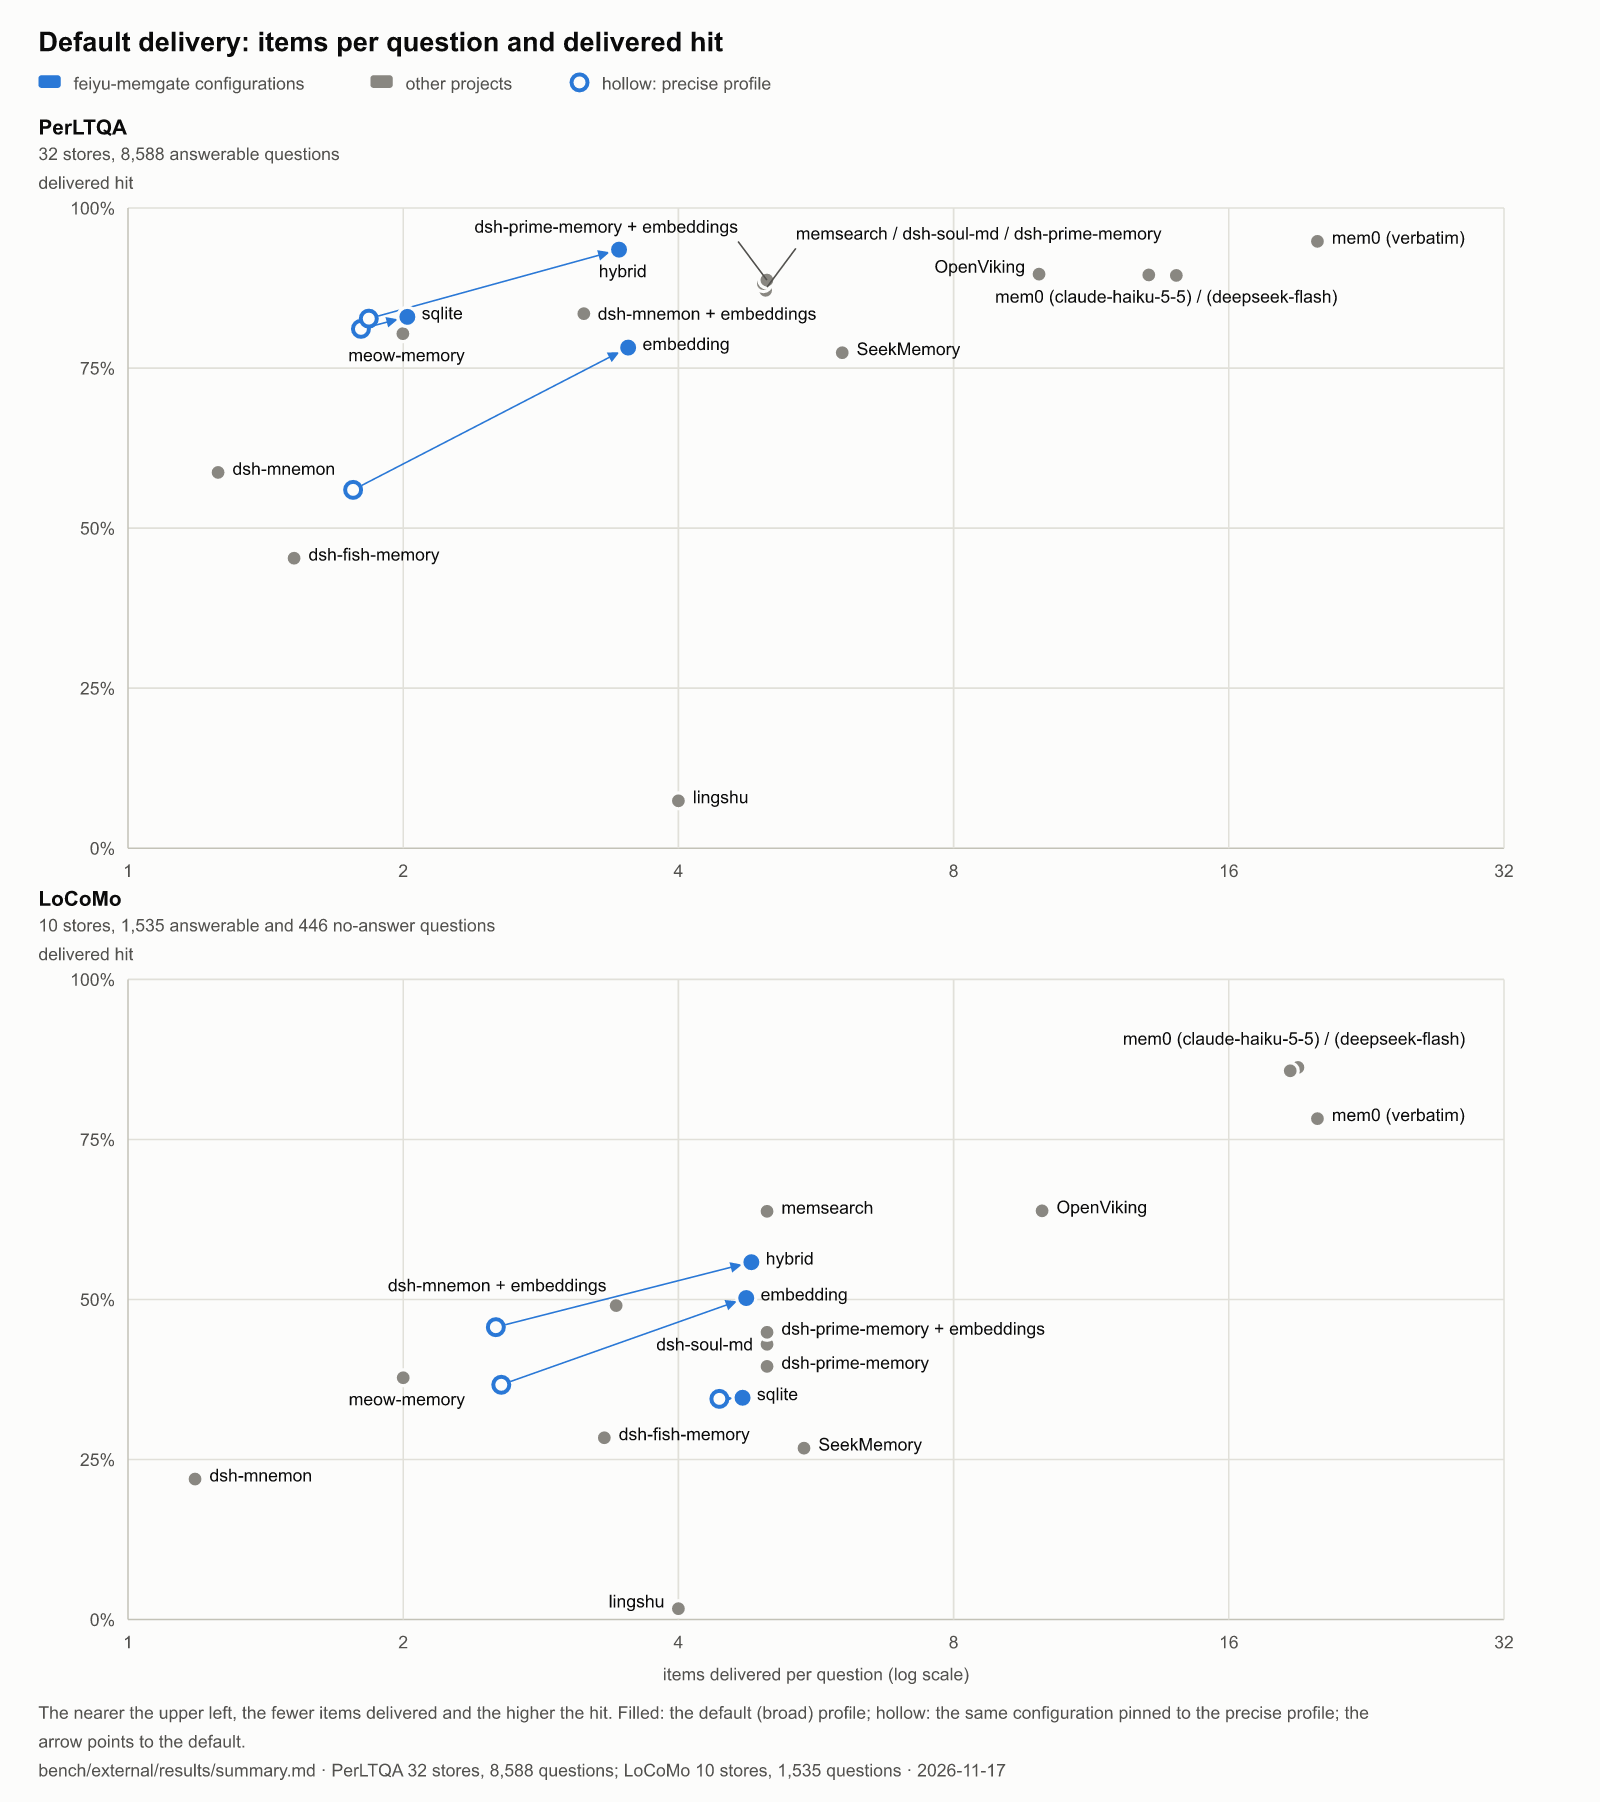 Default delivery: items per question and delivered hit
feiyu-memgate configurations
other projects
hollow: precise profile
PerLTQA
32 stores, 8,588 answerable questions
delivered hit
100%
75%
50%
25%
0%
dsh-prime-memory + embeddings
memsearch / dsh-soul-md / dsh-prime-memory
mem0 (verbatim)
hybrid
OpenViking
mem0 (claude-haiku-5-5) / (deepseek-flash)
sqlite
dsh-mnemon + embeddings
meow-memory
embedding
SeekMemory
dsh-mnemon
dsh-fish-memory
lingshu
1
2
4
8
16
32
LoCoMo
10 stores, 1,535 answerable and 446 no-answer questions
delivered hit
100%
75%
50%
25%
0%
mem0 (claude-haiku-5-5) / (deepseek-flash)
mem0 (verbatim)
memsearch
OpenViking
hybrid
dsh-mnemon + embeddings
embedding
dsh-prime-memory + embeddings
dsh-soul-md
dsh-prime-memory
meow-memory
sqlite
dsh-fish-memory
SeekMemory
dsh-mnemon
lingshu
1
2
4
8
16
32
items delivered per question (log scale)
The nearer the upper left, the fewer items delivered and the higher the hit. Filled: the default (broad) profile; hollow: the same configuration pinned to the precise profile; the
arrow points to the default.
bench/external/results/summary.md · PerLTQA 32 stores, 8,588 questions; LoCoMo 10 stores, 1,535 questions · 2026-11-17